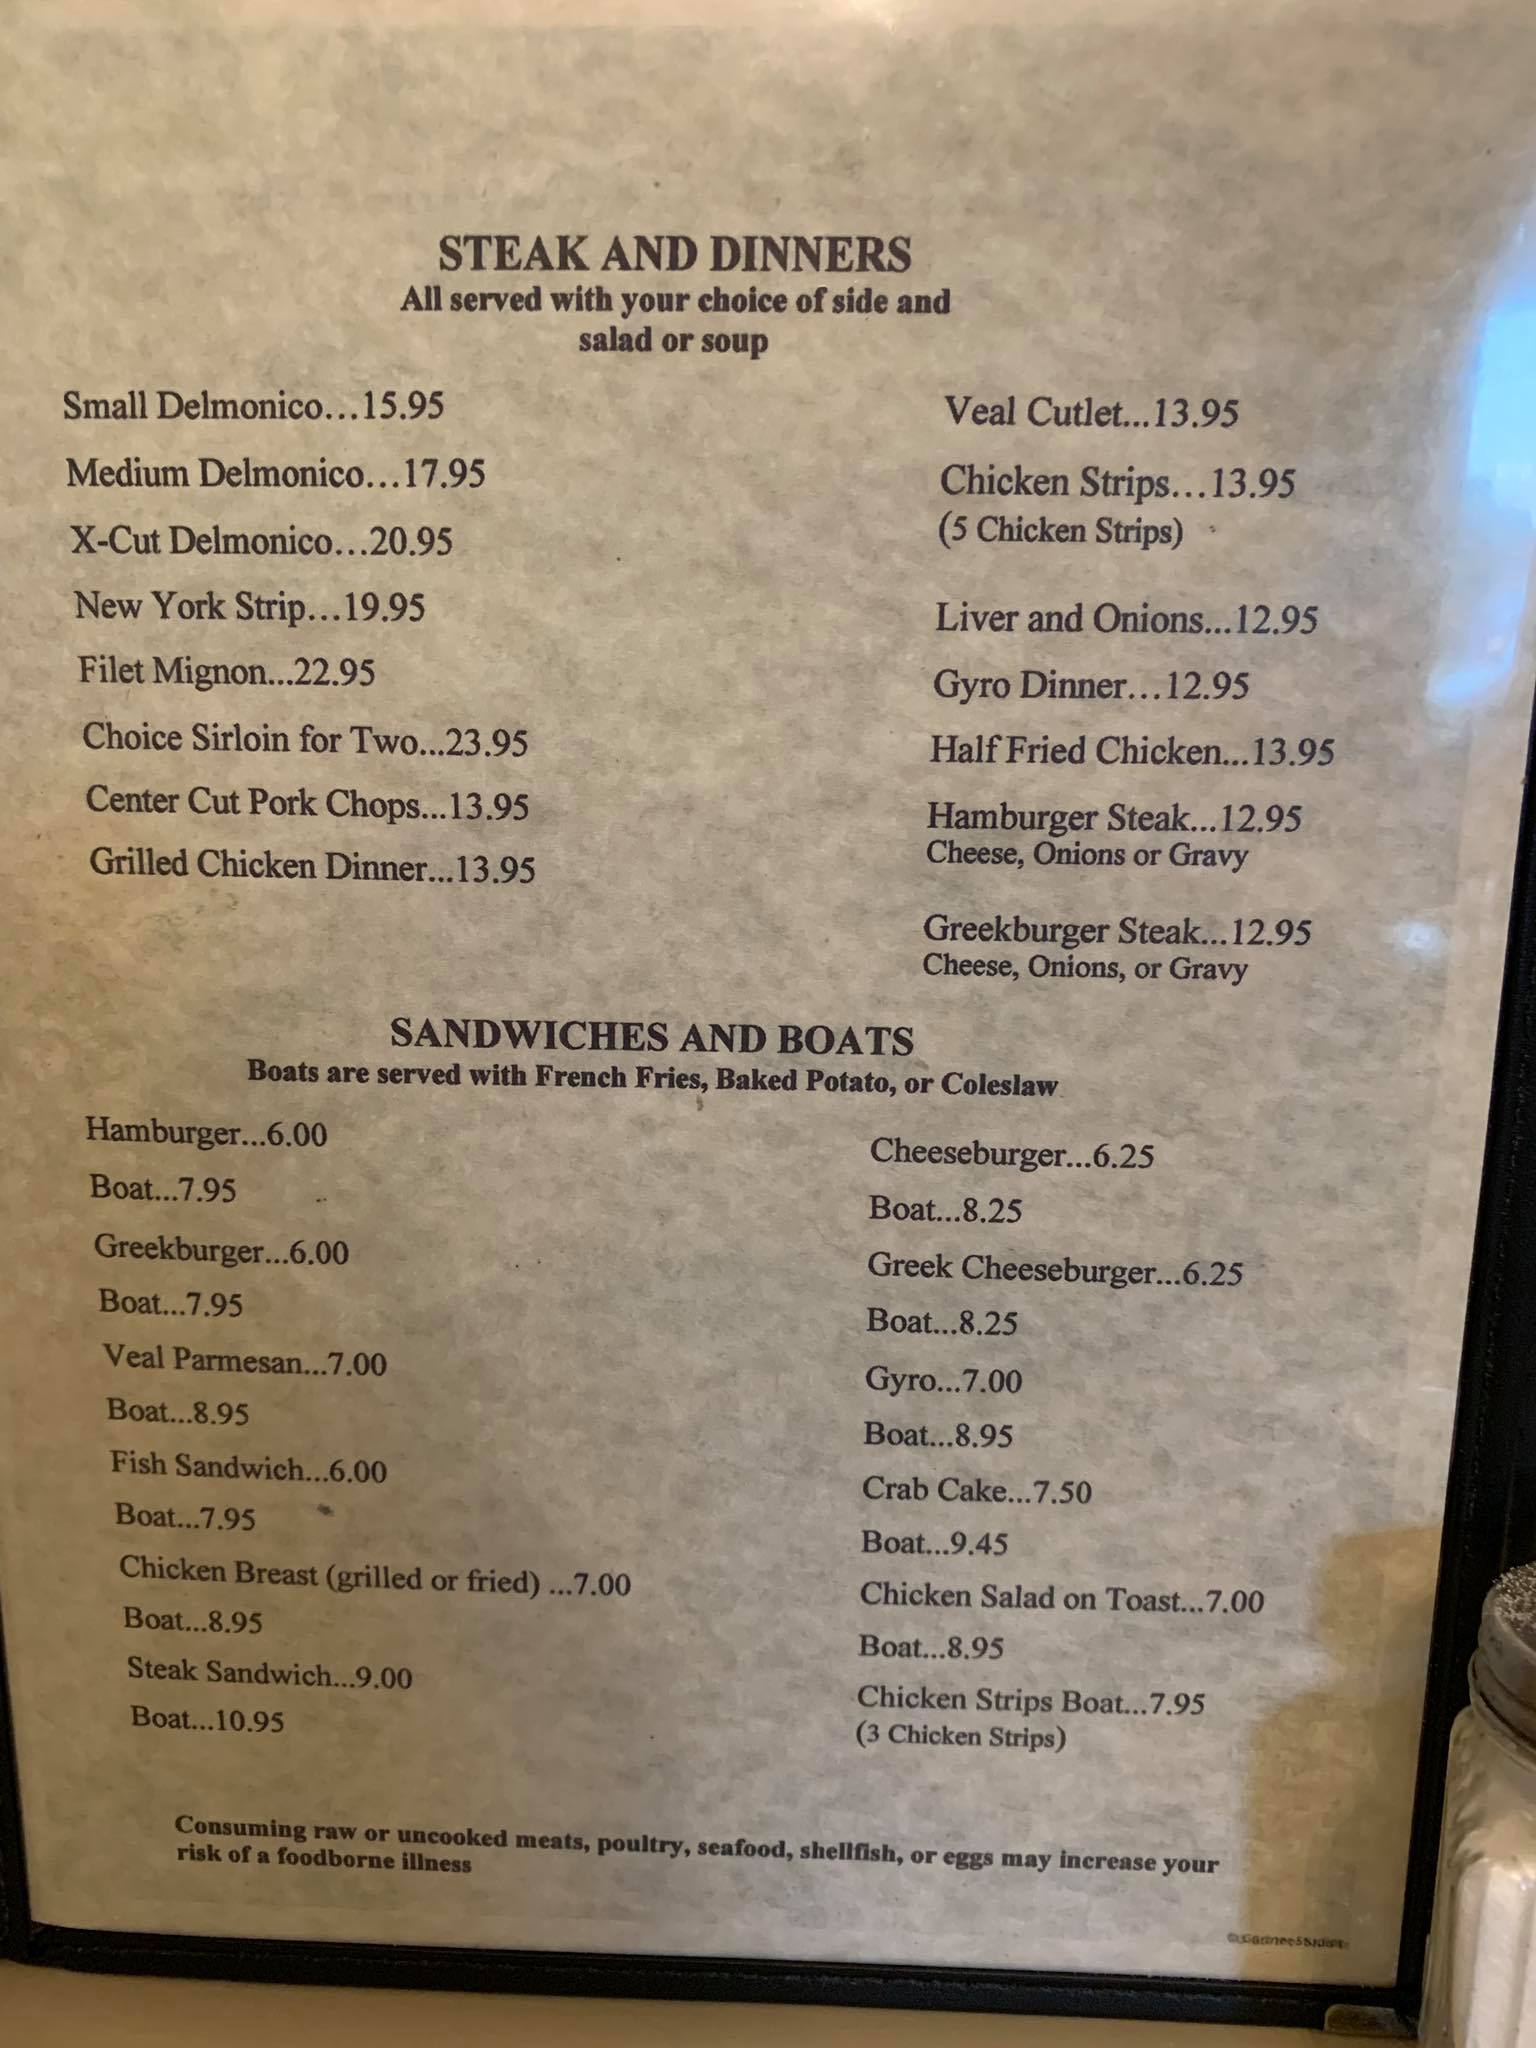 STEAK AND DINNERS
All served with your choice of side and
salad or soup
Small Delmonico...15.95
Medium Delmonico...17.95
X-Cut Delmonico...20.95
New York Strip...19.95
Filet Mignon...22.95
Choice Sirloin for Two...23.95
Center Cut Pork Chops...13.95
Grilled Chicken Dinner...13.95
Veal Cutlet...13.95
Chicken Strips...13.95
(5 Chicken Strips)
Liver and Onions...12.95
Gyro Dinner...12.95
Half Fried Chicken...13.95
Hamburger Steak...12.95
Cheese, Onions or Gravy
Greekburger Steak...12.95
Cheese, Onions, or Gravy
SANDWICHES AND BOATS
Boats are served with French Fries, Baked Potato, or Coleslaw
Hamburger...6.00
Boat...7.95
Greekburger...6.00
Boat...7.95
Veal Parmesan...7.00
Boat...8.95
Fish Sandwich...6.00
Boat...7.95
Chicken Breast (grilled or fried) ...7.00
Boat...8.95
Steak Sandwich...9.00
Boat...10.95
Cheeseburger...6.25
Boat...8.25
Greek Cheeseburger...6.25
Boat...8.25
Gyro...7.00
Boat...8.95
Crab Cake...7.50
Boat...9.45
Chicken Salad on Toast...7.00
Boat...8.95
Chicken Strips Boat...7.95
(3 Chicken Strips)
Consuming raw or uncooked meats, poultry, seafood, shellfish, or eggs may increase your
risk of a foodborne illness